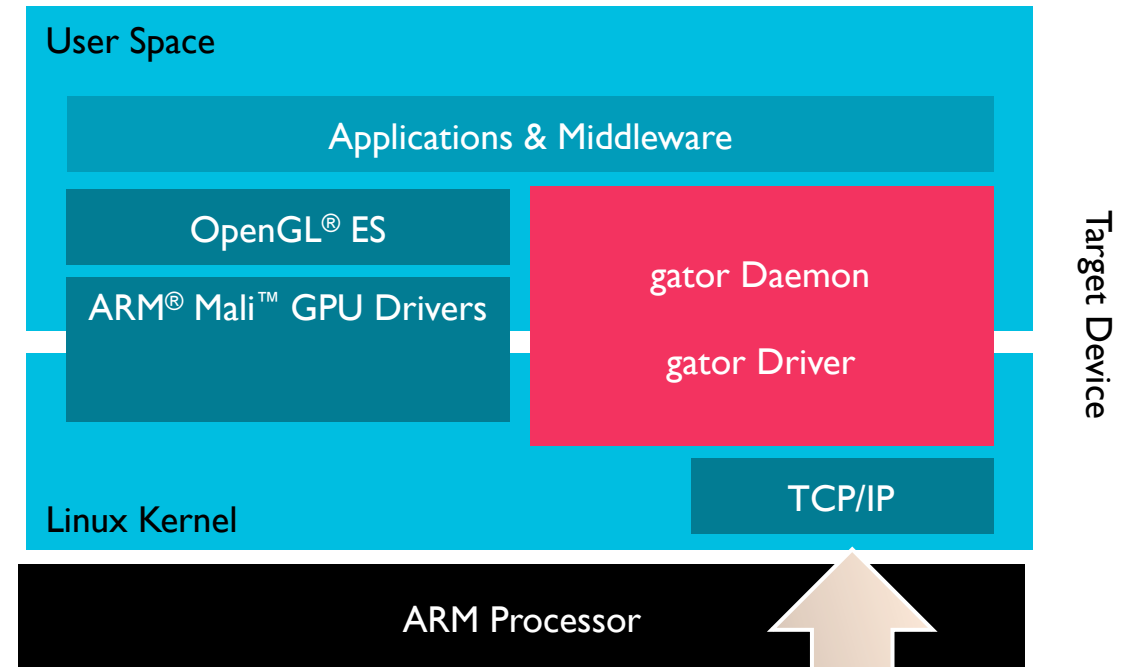 User Space
Applications & Middleware
OpenGL® ES
ARM® Mali™ GPU Drivers
gator Daemon
gator Driver
TCP/IP
Linux Kernel
ARM Processor
Target Device